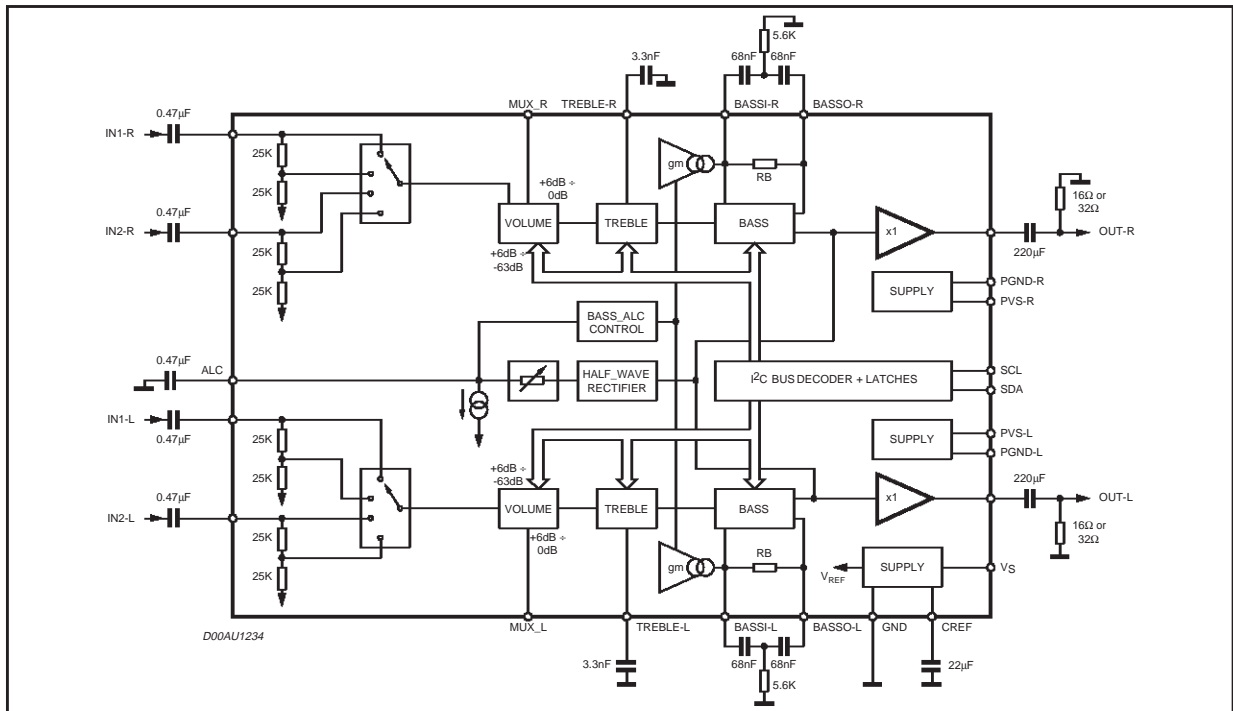 5.6K
3.3nF
68nF
68nF
MUX_R
TREBLE-R
BASSI-R
BASSO-R
0.47µF
IN1-R
25K
25K
gm
RB
+6dB ÷
0dB
16Ω or
32Ω
0.47µF
IN2-R
VOLUME
TREBLE
BASS
x1
OUT-R
220µF
25K
25K
+6dB ÷
-63dB
SUPPLY
PGND-R
PVS-R
BASS_ALC
CONTROL
0.47µF
ALC
HALF_WAVE
RECTIFIER
I²C BUS DECODER + LATCHES
SCL
SDA
IN1-L
0.47µF
25K
25K
SUPPLY
PVS-L
PGND-L
+6dB ÷
-63dB
0.47µF
IN2-L
VOLUME
TREBLE
BASS
x1
220µF
OUT-L
25K
25K
+6dB ÷
0dB
gm
RB
16Ω or
32Ω
VREF
SUPPLY
VS
D00AU1234
MUX_L
TREBLE-L
BASSI-L
BASSO-L
GND
CREF
3.3nF
68nF
68nF
5.6K
22µF